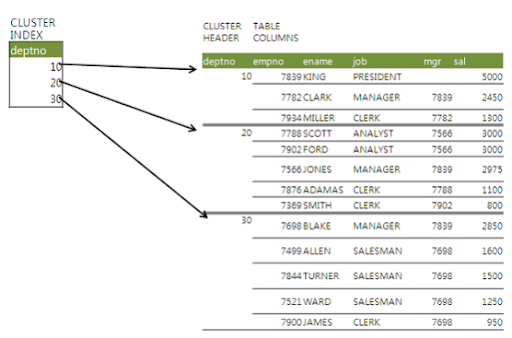 CLUSTER
INDEX
deptno
10
20
30
CLUSTER TABLE
HEADER COLUMNS
deptno empno ename job mgr sal
10 7839 KING PRESIDENT 5000
7782 CLARK MANAGER 7839 2450
7934 MILLER CLERK 7782 1300
20 7788 SCOTT ANALYST 7566 3000
7902 FORD ANALYST 7566 3000
7566 JONES MANAGER 7839 2975
7876 ADAMAS CLERK 7788 1100
7369 SMITH CLERK 7902 800
30 7698 BLAKE MANAGER 7839 2850
7499 ALLEN SALESMAN 7698 1600
7844 TURNER SALESMAN 7698 1500
7521 WARD SALESMAN 7698 1250
7900 JAMES CLERK 7698 950